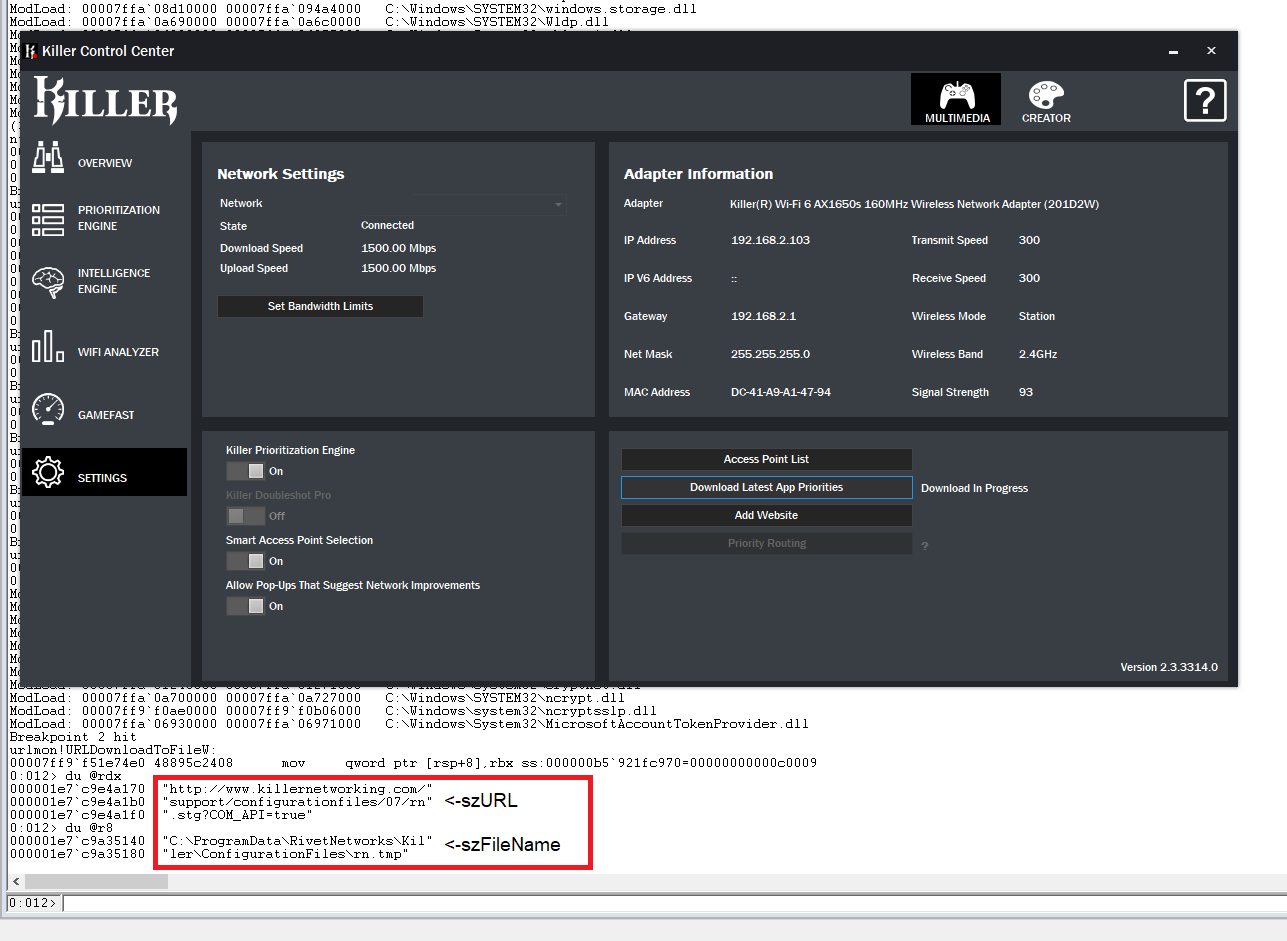 ModLoad: 00007ffa`08d10000 00007ffa`094a4000   C:\Windows\SYSTEM32\windows.storage.dll
ModLoad: 00007ffa`0a690000 00007ffa`0a6c0000   C:\Windows\SYSTEM32\Wldp.dll
Killer Control Center
KILLER
MULTIMEDIA
CREATOR
?
OVERVIEW
PRIORITIZATION
ENGINE
INTELLIGENCE
ENGINE
WIFI ANALYZER
GAMEFAST
SETTINGS
Network Settings
Network
State Connected
Download Speed 1500.00 Mbps
Upload Speed 1500.00 Mbps
Set Bandwidth Limits
Adapter Information
Adapter Killer(R) Wi-Fi 6 AX1650s 160MHz Wireless Network Adapter (201D2W)
IP Address 192.168.2.103 Transmit Speed 300
IP V6 Address :: Receive Speed 300
Gateway 192.168.2.1 Wireless Mode Station
Net Mask 255.255.255.0 Wireless Band 2.4GHz
MAC Address DC-41-A9-A1-47-94 Signal Strength 93
Killer Prioritization Engine
On
Killer Doubleshot Pro
Off
Smart Access Point Selection
On
Allow Pop-Ups That Suggest Network Improvements
On
Access Point List
Download Latest App Priorities Download In Progress
Add Website
Priority Routing ?
Version 2.3.3314.0
ModLoad: 00007ffa`0a700000 00007ffa`0a727000   C:\Windows\SYSTEM32\ncrypt.dll
ModLoad: 00007ff9`f0ae0000 00007ff9`f0b06000   C:\Windows\system32\ncryptsslp.dll
ModLoad: 00007ffa`06930000 00007ffa`06971000   C:\Windows\System32\MicrosoftAccountTokenProvider.dll
Breakpoint 2 hit
urlmon!URLDownloadToFileW:
00007ff9`f51e74e0 48895c2408      mov     qword ptr [rsp+8],rbx ss:000000b5`921fc970=00000000000c0009
0:012> du @rdx
000001e7`c9e4a170  "http://www.killernetworking.com/"
000001e7`c9e4a1b0  "support/configurationfiles/07/rn" <-szURL
000001e7`c9e4a1f0  ".stg?COM_API=true"
0:012> du @r8
000001e7`c9a35140  "C:\ProgramData\RivetNetworks\Kil" <-szFileName
000001e7`c9a35180  "ler\ConfigurationFiles\rn.tmp"
0:012>